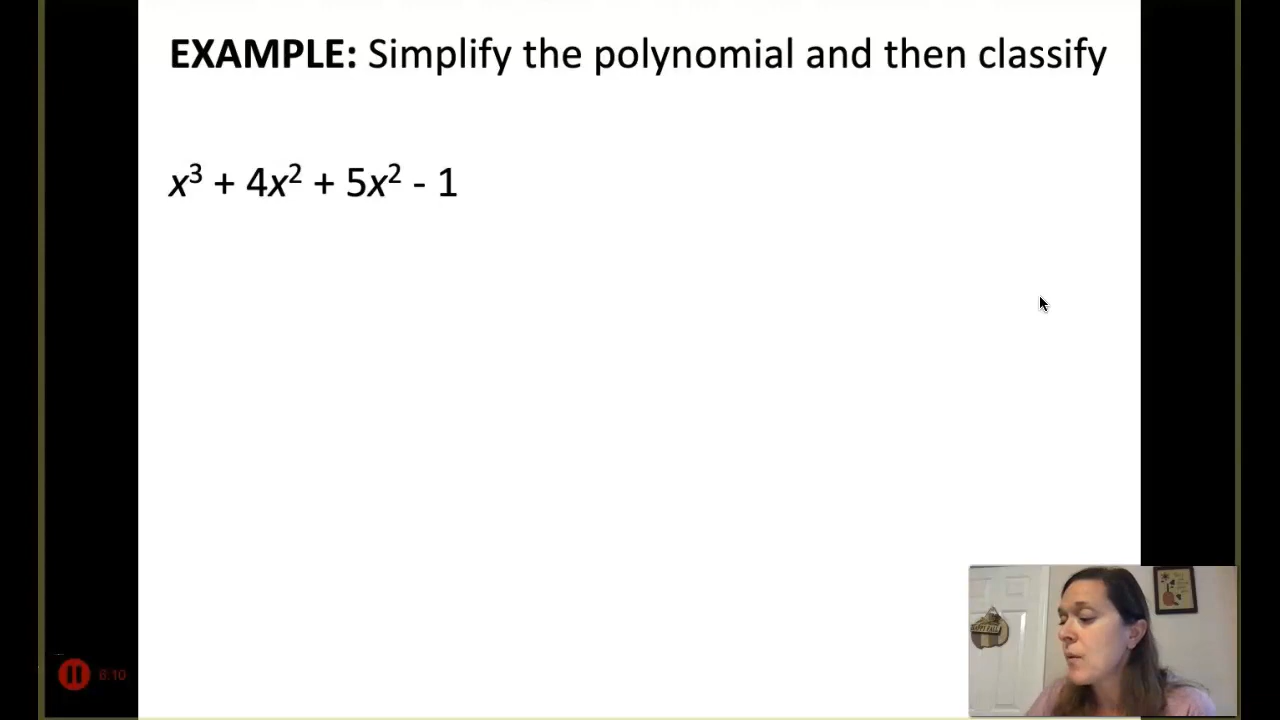 EXAMPLE: Simplify the polynomial and then classify
x³ + 4x² + 5x² - 1